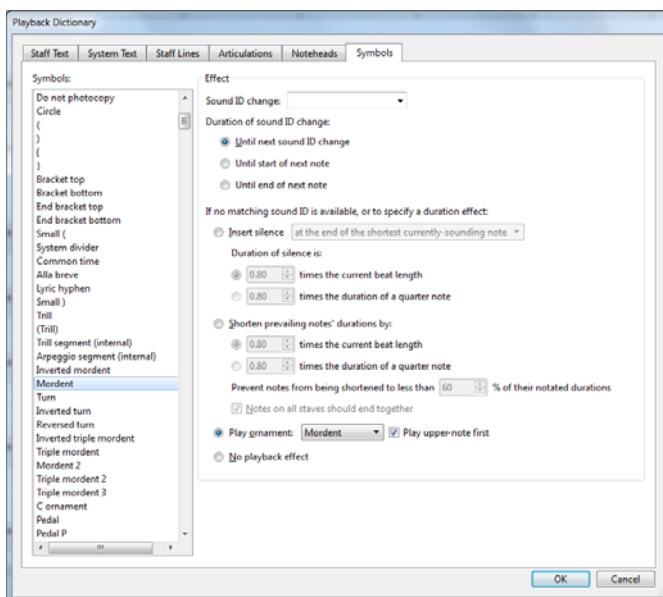 Playback Dictionary
Staff Text System Text Staff Lines Articulations Noteheads Symbols
Symbols:
Do not photocopy
Circle
(
)
(
)
Bracket top
Bracket bottom
End bracket top
End bracket bottom
Small (
System divider
Common time
Alla breve
Lyric hyphen
Small )
Trill
(Trill)
Trill segment (internal)
Arpeggio segment (internal)
Inverted mordent
Mordent
Turn
Inverted turn
Reversed turn
Inverted triple mordent
Triple mordent
Mordent 2
Triple mordent 2
Triple mordent 3
C ornament
Pedal
Pedal P
Effect
Sound ID change:
Duration of sound ID change:
Until next sound ID change
Until start of next note
Until end of next note
If no matching sound ID is available, or to specify a duration effect:
Insert silence at the end of the shortest currently-sounding note
Duration of silence is:
0.80 times the current beat length
0.80 times the duration of a quarter note
Shorten prevailing notes' durations by:
0.80 times the current beat length
0.80 times the duration of a quarter note
Prevent notes from being shortened to less than 60 % of their notated durations
Notes on all staves should end together
Play ornament: Mordent Play upper-note first
No playback effect
OK Cancel